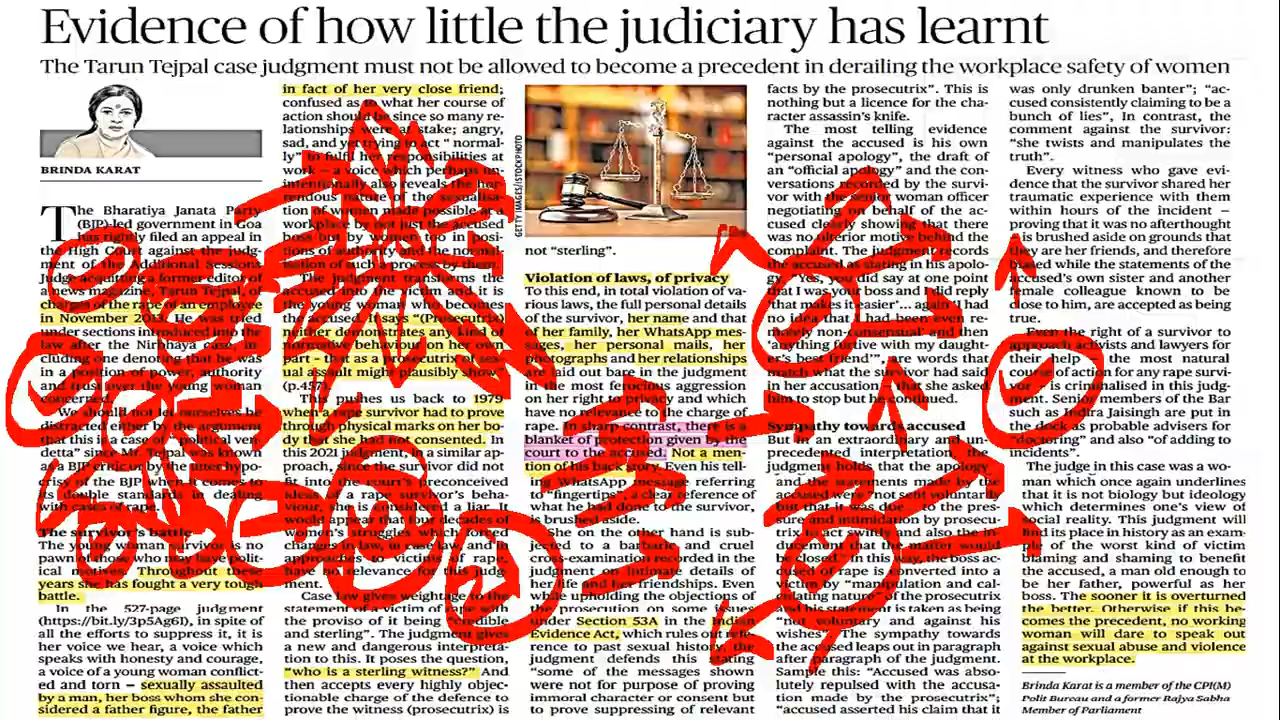 Evidence of how little the judiciary has learnt
The Tarun Tejpal case judgment must not be allowed to become a precedent in derailing the workplace safety of women
BRINDA KARAT
The Bharatiya Janata Party
(BJP)-led government in Goa
has rightly filed an appeal in
the High Court against the judg-
ment of the Additional Sessions
Judge acquitting a former editor of
a news magazine, Tarun Tejpal, of
charges of the rape of an employee
in November 2013. He was tried
under sections introduced into the
law after the Nirbhaya case, in-
cluding one denoting that he was
in a position of power, authority
and trust over the young woman
concerned.
We should not let ourselves be
distracted either by the argument
that this is a case of political ven-
detta" since Mr. Tejpal was known
as a BJP critic or by the utter hypo-
crisy of the BJP when it comes to
its double standards in dealing
with cases of rape.
The survivor's battle
The young woman survivor is no
pawn of those who may have polit-
ical motives. Throughout these
years she has fought a very tough
battle.
In the 527-page judgment
(https://bit.ly/3p5Ag6I), in spite of
all the efforts to suppress it, it is
her voice we hear, a voice which
speaks with honesty and courage,
a voice of a young woman conflict-
ed and torn – sexually assaulted
by a man, her boss whom she con-
sidered a father figure, the father
in fact of her very close friend;
confused as to what her course of
action should be since so many re-
lationships were at stake; angry,
sad, and yet trying to act " normal-
ly" to fulfil her responsibilities at
work – a voice which perhaps un-
intentionally also reveals the hor-
rendous nature of the sexualisa-
tion of women made possible at a
workplace by not just the accused
boss but by women too in posi-
tions of authority and the normal-
isation of such a process by them.
The judgment transforms the
accused into the victim and it is
the young woman who becomes
the accused. It says "(Prosecutrix)
neither demonstrates any kind of
normative behaviour on her own
part – that as a prosecutrix of sex-
ual assault might plausibly show"
(p.457).
This pushes us back to 1979
when a rape survivor had to prove
through physical marks on her bo-
dy that she had not consented. In
this 2021 judgment, in a similar ap-
proach, since the survivor did not
fit into the court's preconceived
ideas of a rape survivor's beha-
viour, she is considered a liar. It
would appear that four decades of
women's struggles which forced
changes in law, in case law, and in
approaches to victims of rape,
have no relevance for this judg-
ment.
Case law gives weightage to the
statement of a victim of rape with
the proviso of it being "credible
and sterling". The judgment gives
a new and dangerous interpreta-
tion to this. It poses the question,
"who is a sterling witness?" And
then accepts every highly objec-
tionable charge of the defence to
prove the witness (prosecutrix) is
GETTY IMAGES/ISTOCKPHOTO
not "sterling".
Violation of laws, of privacy
To this end, in total violation of va-
rious laws, the full personal details
of the survivor, her name and that
of her family, her WhatsApp mes-
sages, her personal mails, her
photographs and her relationships
are laid out bare in the judgment
in the most ferocious aggression
on her right to privacy and which
have no relevance to the charge of
rape. In sharp contrast, there is a
blanket of protection given by the
court to the accused. Not a men-
tion of his back story. Even his tell-
ing WhatsApp message referring
to "fingertips", a clear reference of
what he had done to the survivor,
is brushed aside.
She on the other hand is sub-
jected to a barbaric and cruel
cross-examination recorded in the
judgment on intimate details of
her life and her friendships. Even
while upholding the objections of
the prosecution on some issues
under Section 53A in the Indian
Evidence Act, which rules out refe-
rence to past sexual history, the
judgment defends this stating
"some of the messages shown
were not for purpose of proving
immoral character or consent but
to prove suppressing of relevant
facts by the prosecutrix". This is
nothing but a licence for the cha-
racter assassin's knife.
The most telling evidence
against the accused is his own
"personal apology", the draft of
an "official apology" and the con-
versations recorded by the survi-
vor with the senior woman officer
negotiating on behalf of the ac-
cused clearly showing that there
was no ulterior motive behind the
complaint. The judgment records
the accused as stating in his apolo-
gy "yes, you did say at one point
that I was your boss and I did reply
'that makes it easier'... again 'I had
no idea that I had been even re-
motely non-consensual' and then
"anything furtive with my daught-
er's best friend'", are words that
match what the survivor had said
in her accusation that she asked
him to stop but he continued.
Sympathy towards accused
But in an extraordinary and un-
precedented interpretation, the
judgment holds that the apology
and the statements made by the
accused were "not sent voluntarily
but that it was due to the pres-
sure and intimidation by prosecu-
trix to act swiftly and also the in-
ducement that the matter would
be closed". In this way, the boss ac-
cused of rape is converted into a
victim by "manipulation and cal-
culating nature" of the prosecutrix
and his statement is taken as being
"not voluntary and against his
wishes". The sympathy towards
the accused leaps out in paragraph
after paragraph of the judgment.
Sample this: "Accused was abso-
lutely repulsed with the accusa-
tion made by the prosecutrix";
"accused asserted his claim that it
was only drunken banter"; "ac-
cused consistently claiming to be a
bunch of lies", In contrast, the
comment against the survivor:
"she twists and manipulates the
truth".
Every witness who gave evi-
dence that the survivor shared her
traumatic experience with them
within hours of the incident –
proving that it was no afterthought
– is brushed aside on grounds that
they are her friends, and therefore
biased while the statements of the
accused's own sister and another
female colleague known to be
close to him, are accepted as being
true.
Even the right of a survivor to
approach activists and lawyers for
their help – the most natural
course of action for any rape survi-
vor – is criminalised in this judg-
ment. Senior members of the Bar
such as Indira Jaisingh are put in
the dock as probable advisers for
"doctoring" and also "of adding to
incidents".
The judge in this case was a wo-
man which once again underlines
that it is not biology but ideology
which determines one's view of
social reality. This judgment will
find its place in history as an exam-
ple of the worst kind of victim
blaming and shaming to benefit
the accused, a man old enough to
be her father, powerful as her
boss. The sooner it is overturned
the better. Otherwise if this be-
comes the precedent, no working
woman will dare to speak out
against sexual abuse and violence
at the workplace.
Brinda Karat is a member of the CPI(M)
Polit Bureau and a former Rajya Sabha
Member of Parliament